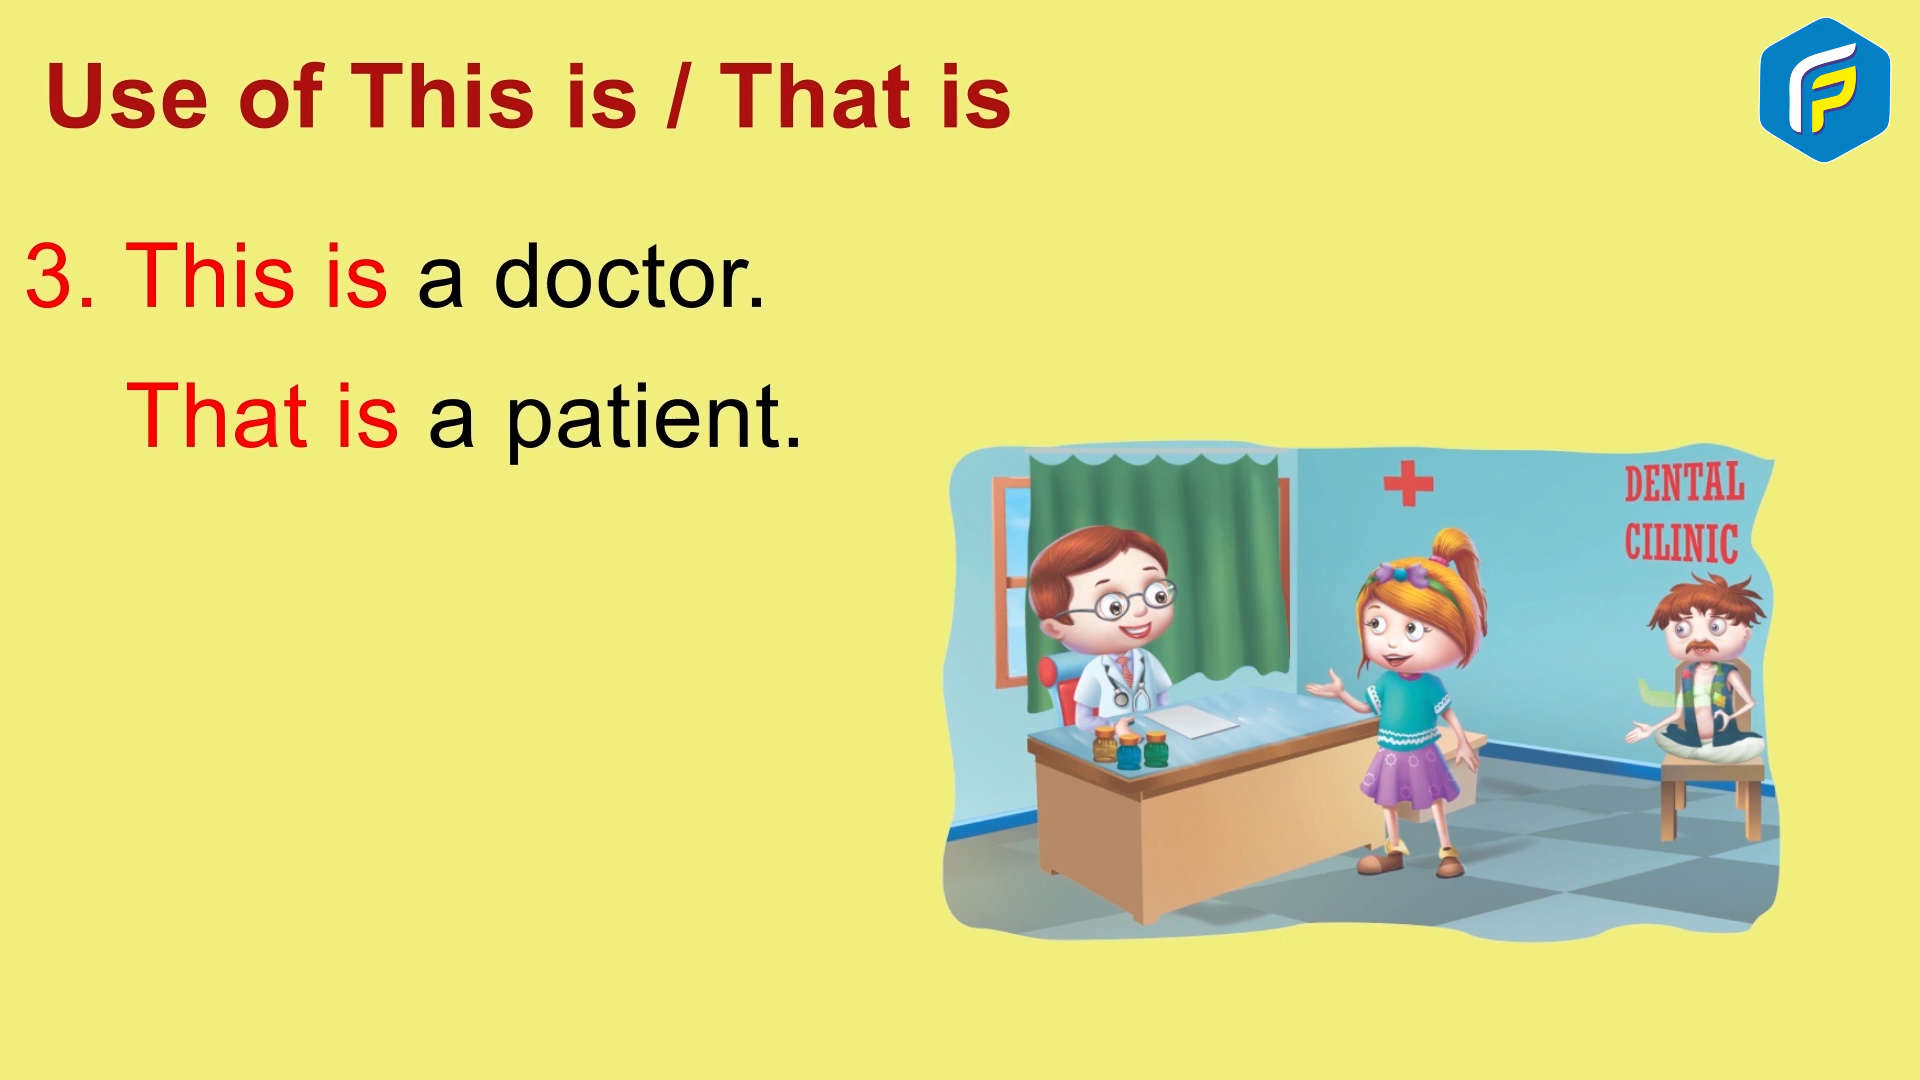 Use of This is / That is
3. This is a doctor.
That is a patient.
DENTAL
CILINIC